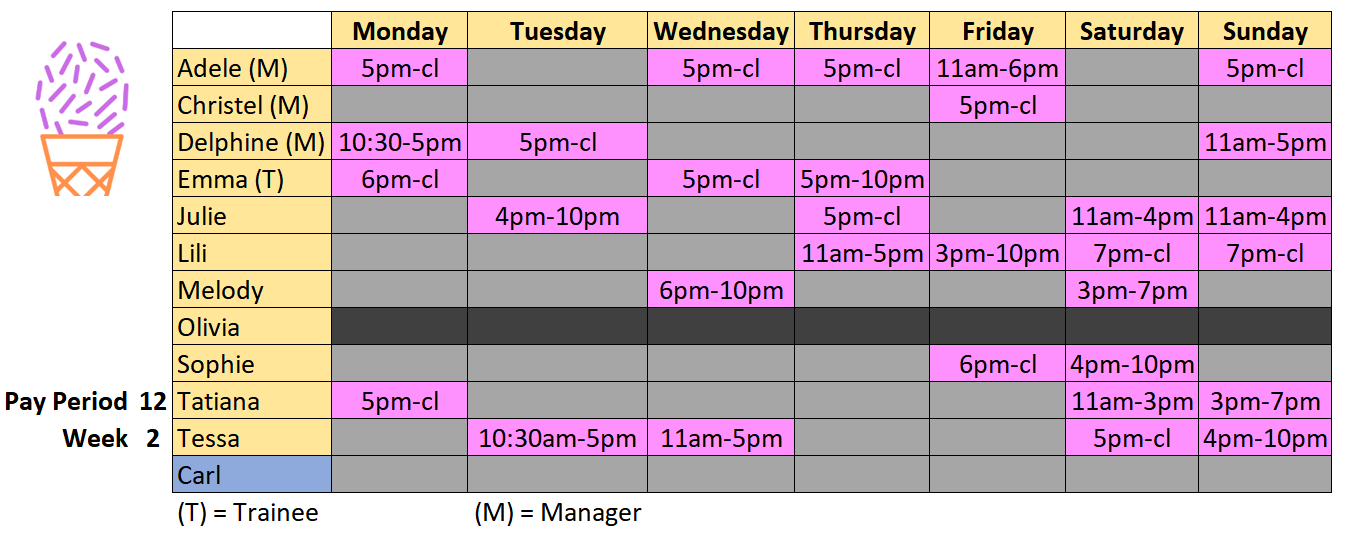 Monday Tuesday Wednesday Thursday Friday Saturday Sunday
Adele (M) 5pm-cl 5pm-cl 5pm-cl 11am-6pm 5pm-cl
Christel (M) 5pm-cl
Delphine (M) 10:30-5pm 5pm-cl 11am-5pm
Emma (T) 6pm-cl 5pm-cl 5pm-10pm
Julie 4pm-10pm 5pm-cl 11am-4pm 11am-4pm
Lili 11am-5pm 3pm-10pm 7pm-cl 7pm-cl
Melody 6pm-10pm 3pm-7pm
Olivia
Sophie 6pm-cl 4pm-10pm
Pay Period 12 Tatiana 5pm-cl 11am-3pm 3pm-7pm
Week 2 Tessa 10:30am-5pm 11am-5pm 5pm-cl 4pm-10pm
Carl
(T) = Trainee (M) = Manager